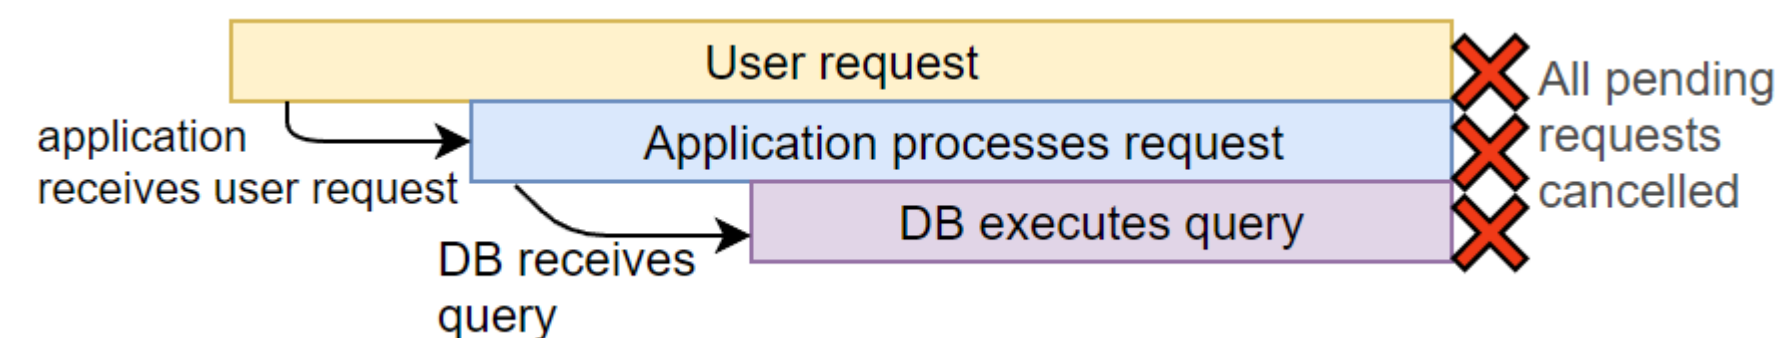 User request
application
receives user request
Application processes request
DB receives
query
DB executes query
All pending
requests
cancelled